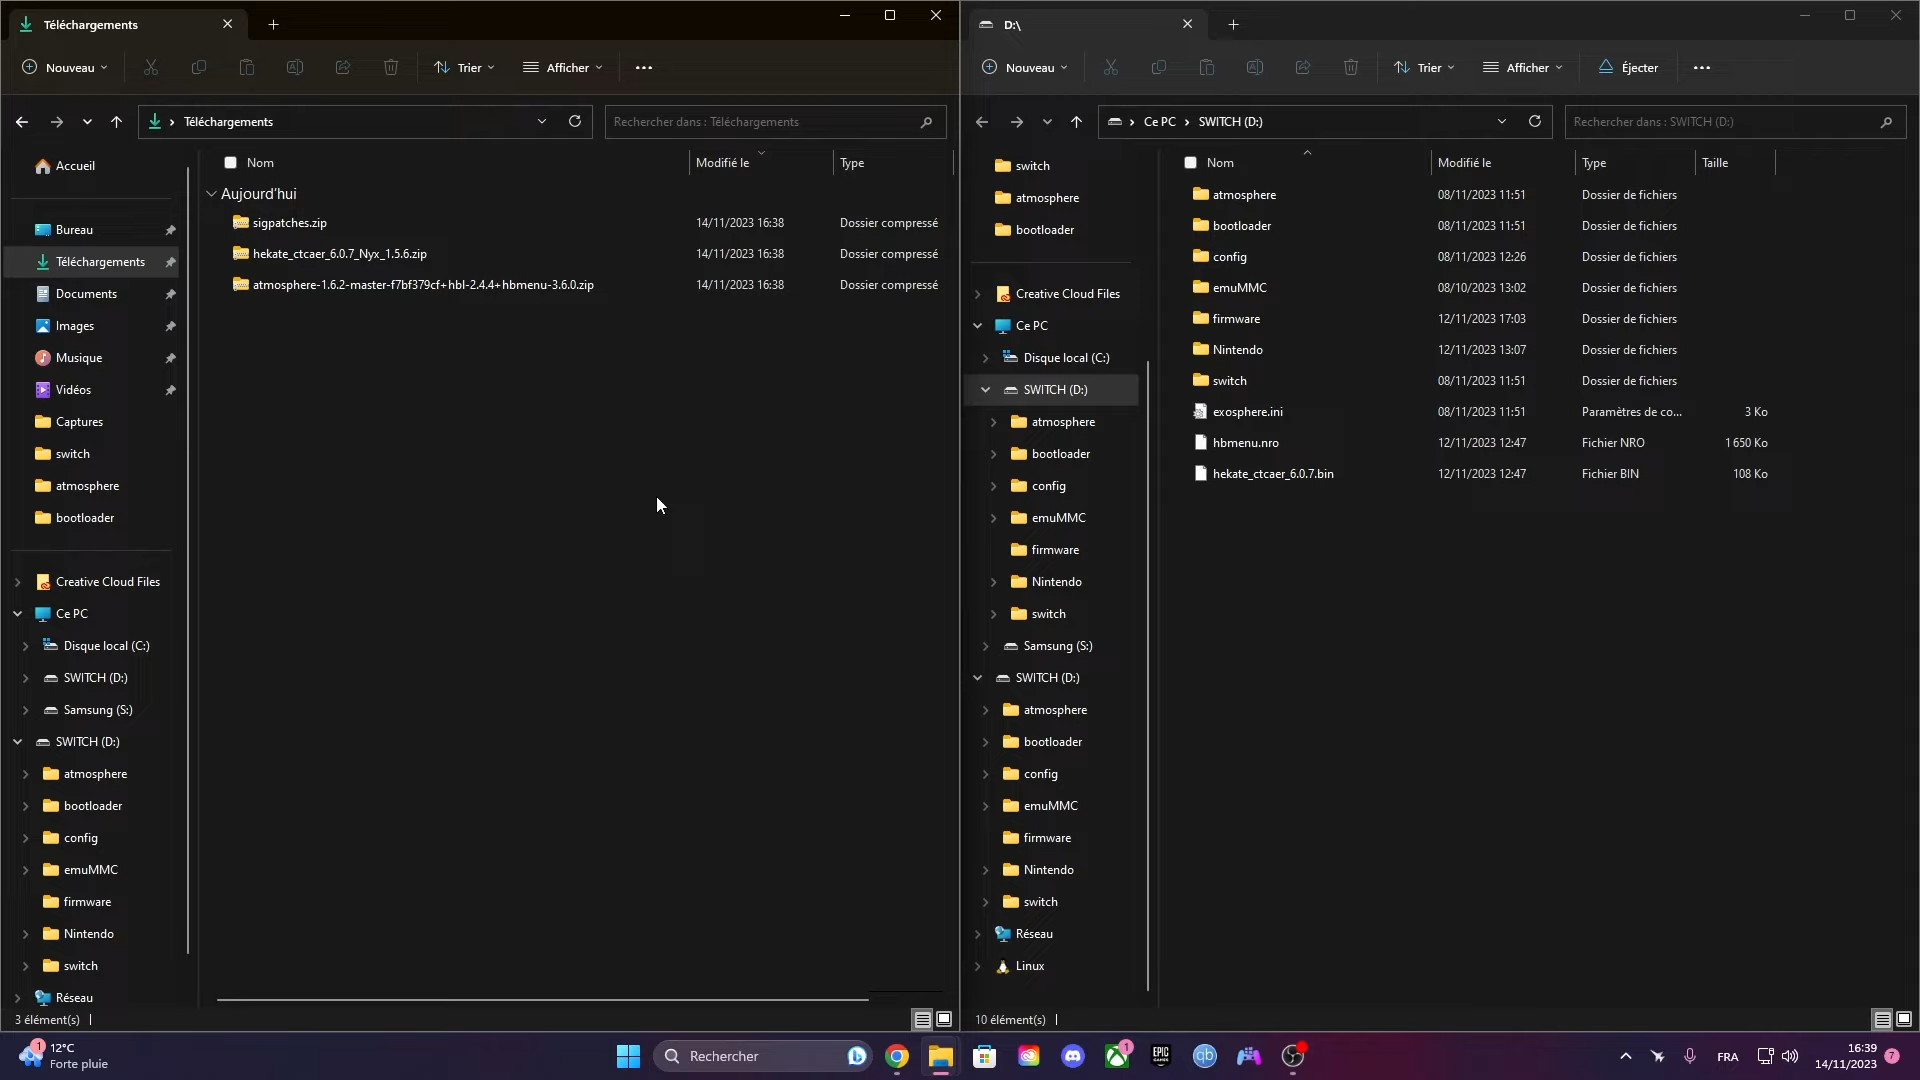 Téléchargements
Nouveau
Trier
Afficher
Téléchargements
Rechercher dans : Téléchargements
Accueil
Bureau
Téléchargements
Documents
Images
Musique
Vidéos
Captures
switch
atmosphere
bootloader
Creative Cloud Files
Ce PC
Disque local (C:)
SWITCH (D:)
Samsung (S:)
SWITCH (D:)
atmosphere
bootloader
config
emuMMC
firmware
Nintendo
switch
Réseau
Nom Modifié le Type
Aujourd'hui
sigpatches.zip 14/11/2023 16:38 Dossier compressé
hekate_ctcaer_6.0.7_Nyx_1.5.6.zip 14/11/2023 16:38 Dossier compressé
atmosphere-1.6.2-master-f7bf379cf+hbl-2.4.4+hbmenu-3.6.0.zip 14/11/2023 16:38 Dossier compressé
3 élément(s)
D:\
Nouveau
Trier
Afficher
Éjecter
Ce PC SWITCH (D:)
Rechercher dans : SWITCH (D:)
switch
atmosphere
bootloader
Creative Cloud Files
Ce PC
Disque local (C:)
SWITCH (D:)
atmosphere
bootloader
config
emuMMC
firmware
Nintendo
switch
Samsung (S:)
SWITCH (D:)
atmosphere
bootloader
config
emuMMC
firmware
Nintendo
switch
Réseau
Linux
Nom Modifié le Type Taille
atmosphere 08/11/2023 11:51 Dossier de fichiers
bootloader 08/11/2023 11:51 Dossier de fichiers
config 08/11/2023 12:26 Dossier de fichiers
emuMMC 08/10/2023 13:02 Dossier de fichiers
firmware 12/11/2023 17:03 Dossier de fichiers
Nintendo 12/11/2023 13:07 Dossier de fichiers
switch 08/11/2023 11:51 Dossier de fichiers
exosphere.ini 08/11/2023 11:51 Paramètres de co... 3 Ko
hbmenu.nro 12/11/2023 12:47 Fichier NRO 1 650 Ko
hekate_ctcaer_6.0.7.bin 12/11/2023 12:47 Fichier BIN 108 Ko
10 élément(s)
1
12°C
Forte pluie
Rechercher
1
EPIC
GAMES
qb
FRA
16:39
14/11/2023
7